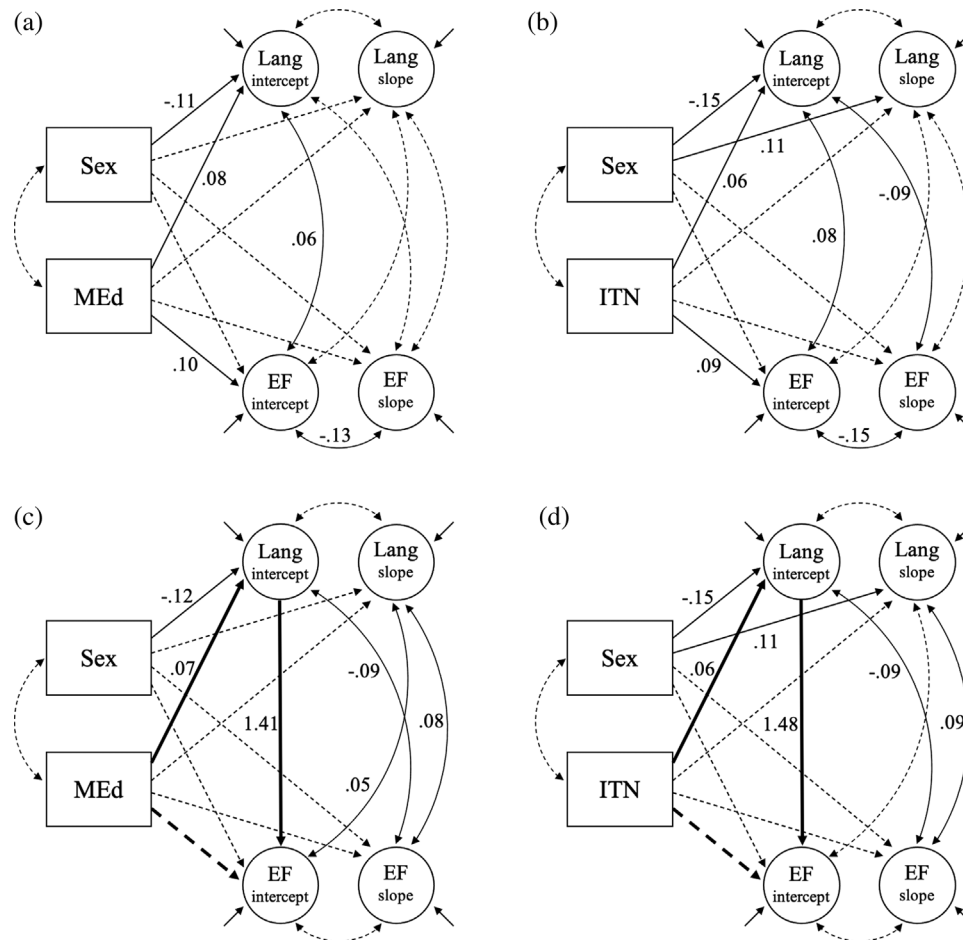 (a)
Lang
intercept
Lang
slope
-.11
Sex
.08
.06
MEd
.10
EF
intercept
EF
slope
-.13
(b)
Lang
intercept
Lang
slope
-.15
.11
Sex
.06
-.09
.08
ITN
.09
EF
intercept
EF
slope
-.15
(c)
Lang
intercept
Lang
slope
-.12
Sex
.07
-.09
.08
1.41
MEd
.05
EF
intercept
EF
slope
(d)
Lang
intercept
Lang
slope
-.15
.11
Sex
.06
-.09
.09
1.48
ITN
EF
intercept
EF
slope